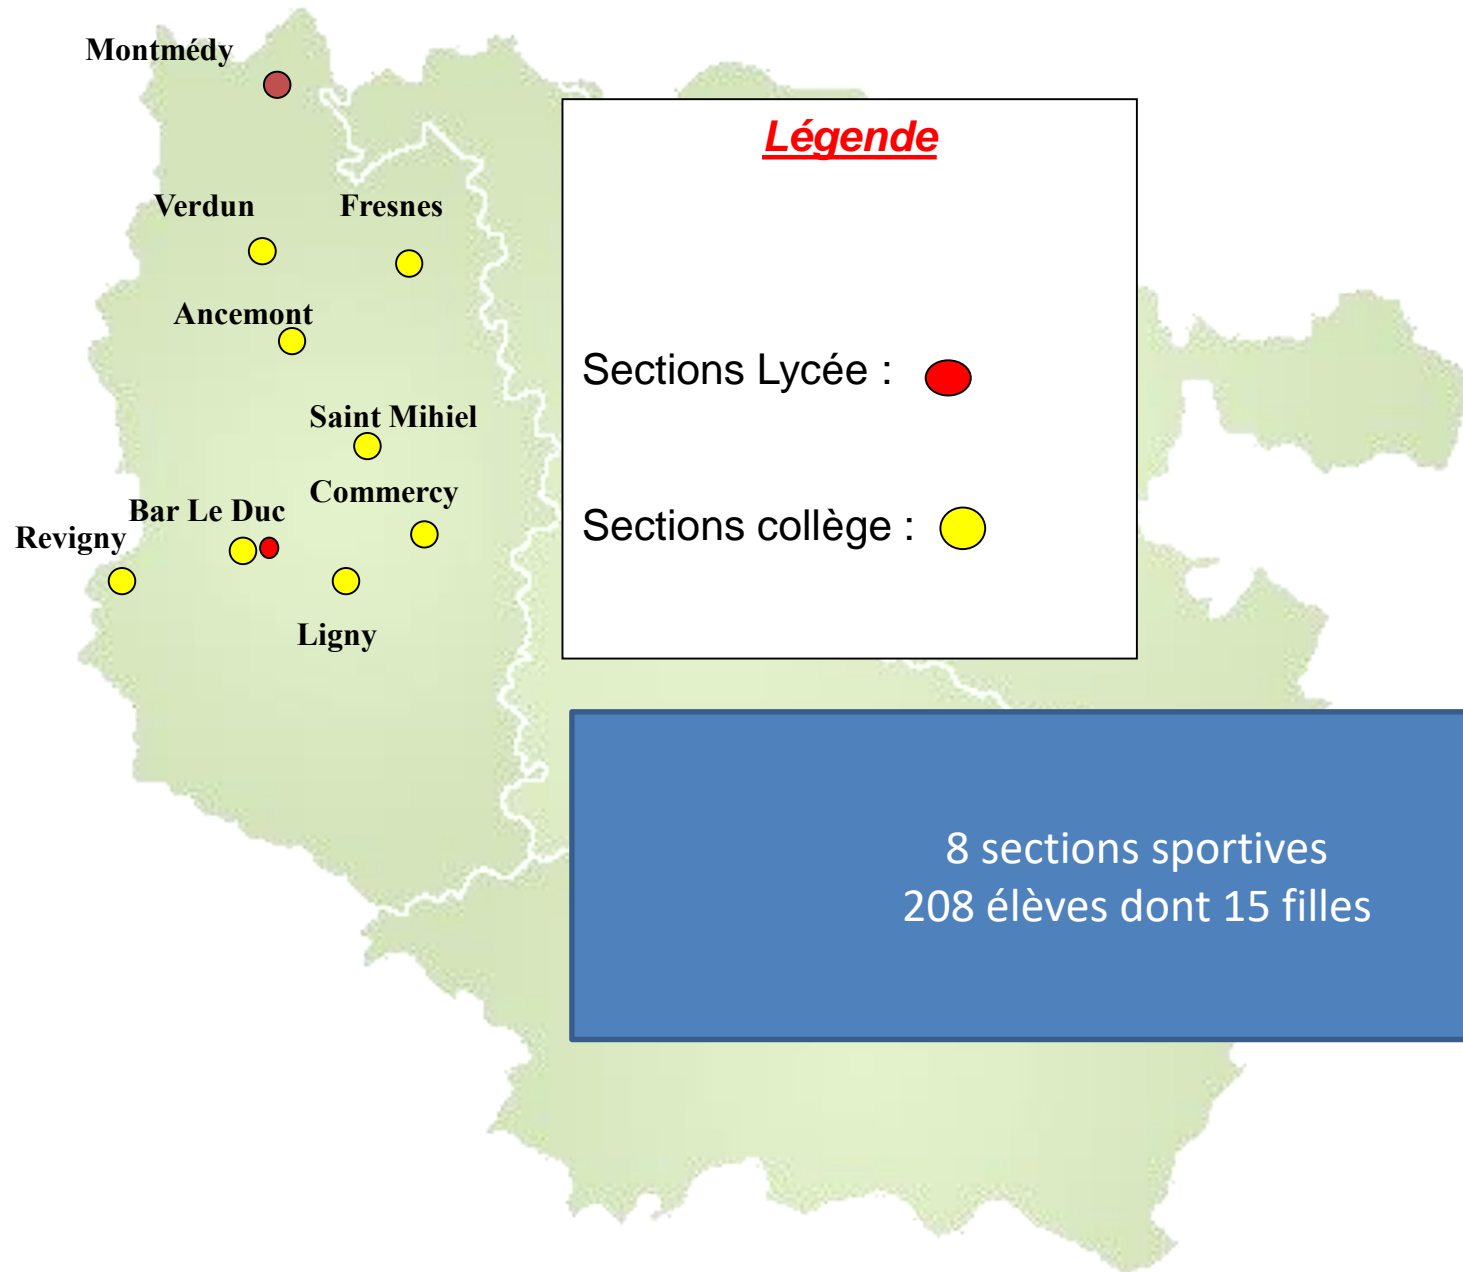 Montmédy
Légende
Verdun
Fresnes
Ancemont
Sections Lycée :
Saint Mihiel
Commercy
Bar Le Duc
Sections collège :
Revigny
Ligny
8 sections sportives
208 élèves dont 15 filles